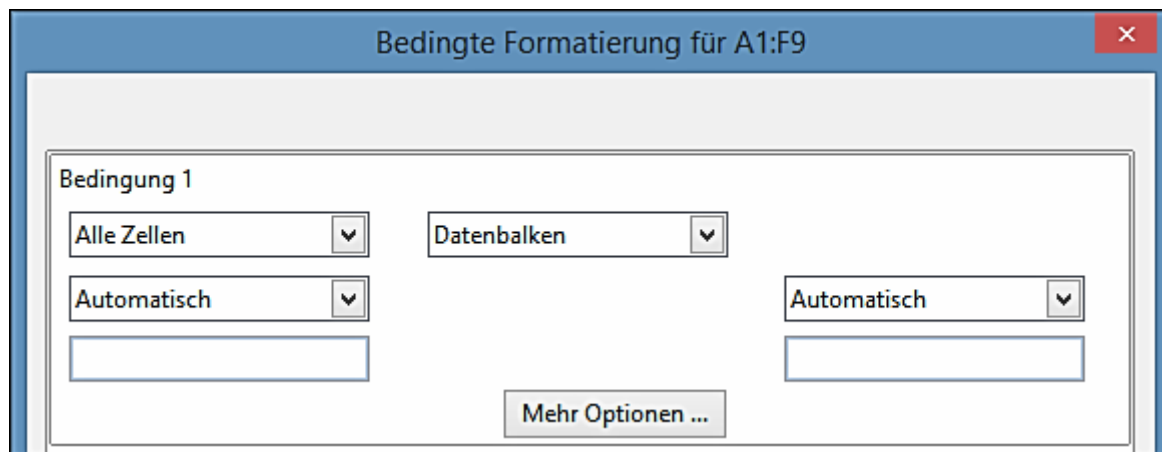 Bedingte Formatierung für A1:F9
Bedingung 1
Alle Zellen Datenbalken
Automatisch Automatisch
Mehr Optionen ...